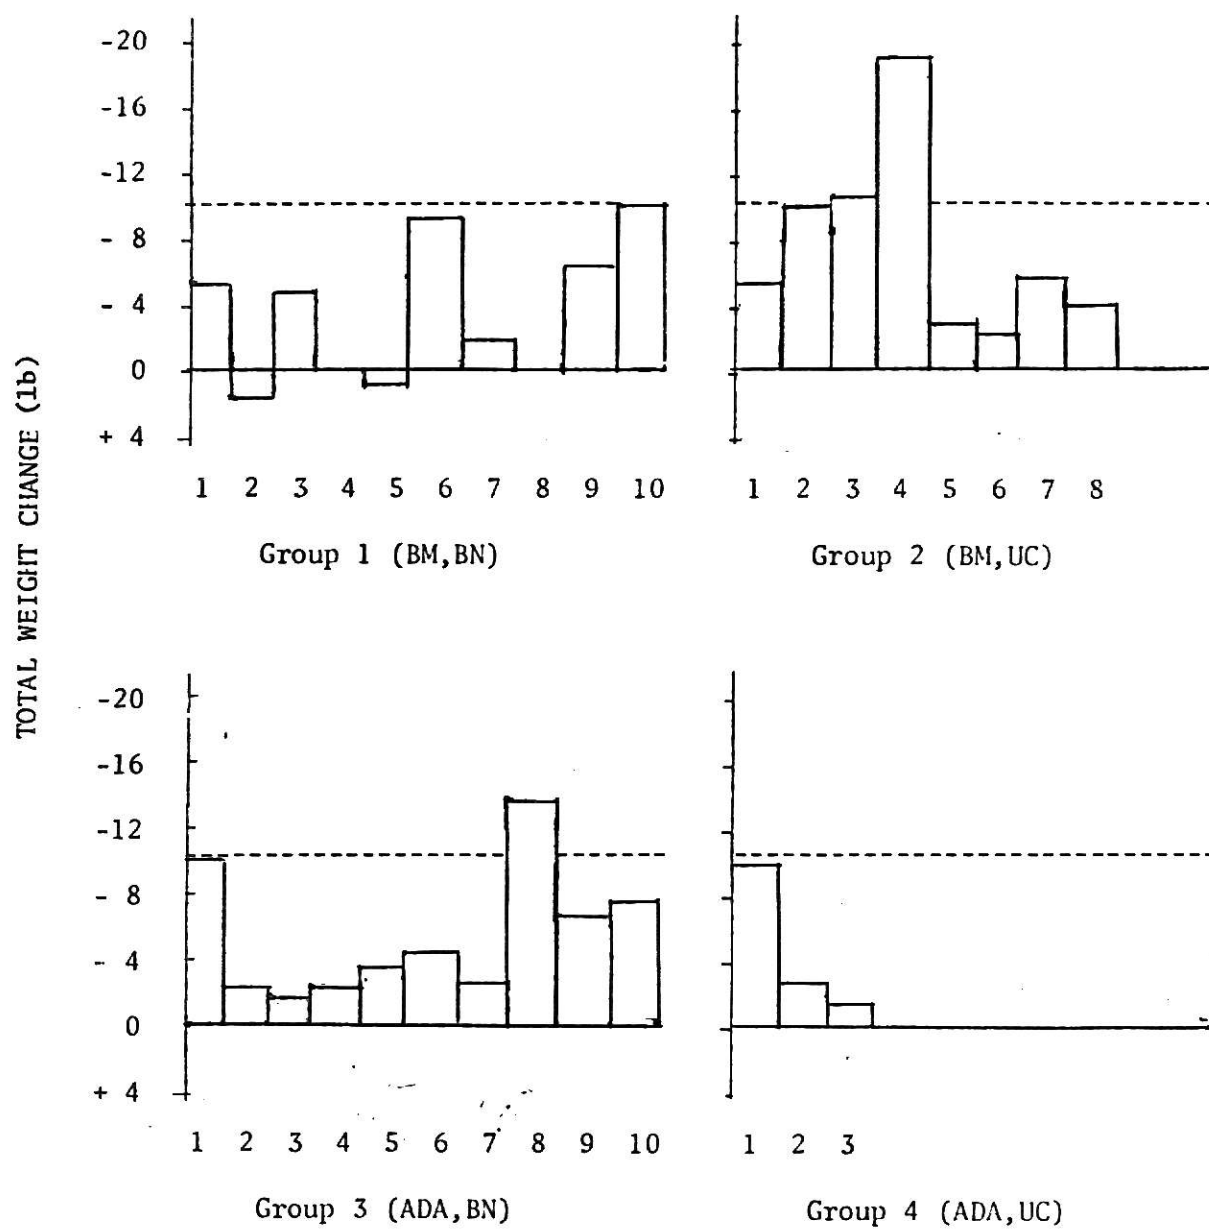 TOTAL WEIGHT CHANGE (lb)
-20
-16
-12
- 8
- 4
0
+ 4
1 2 3 4 5 6 7 8 9 10
Group 1 (BM,BN)
1 2 3 4 5 6 7 8
Group 2 (BM,UC)
-20
-16
-12
- 8
- 4
0
+ 4
1 2 3 4 5 6 7 8 9 10
Group 3 (ADA,BN)
1 2 3
Group 4 (ADA,UC)